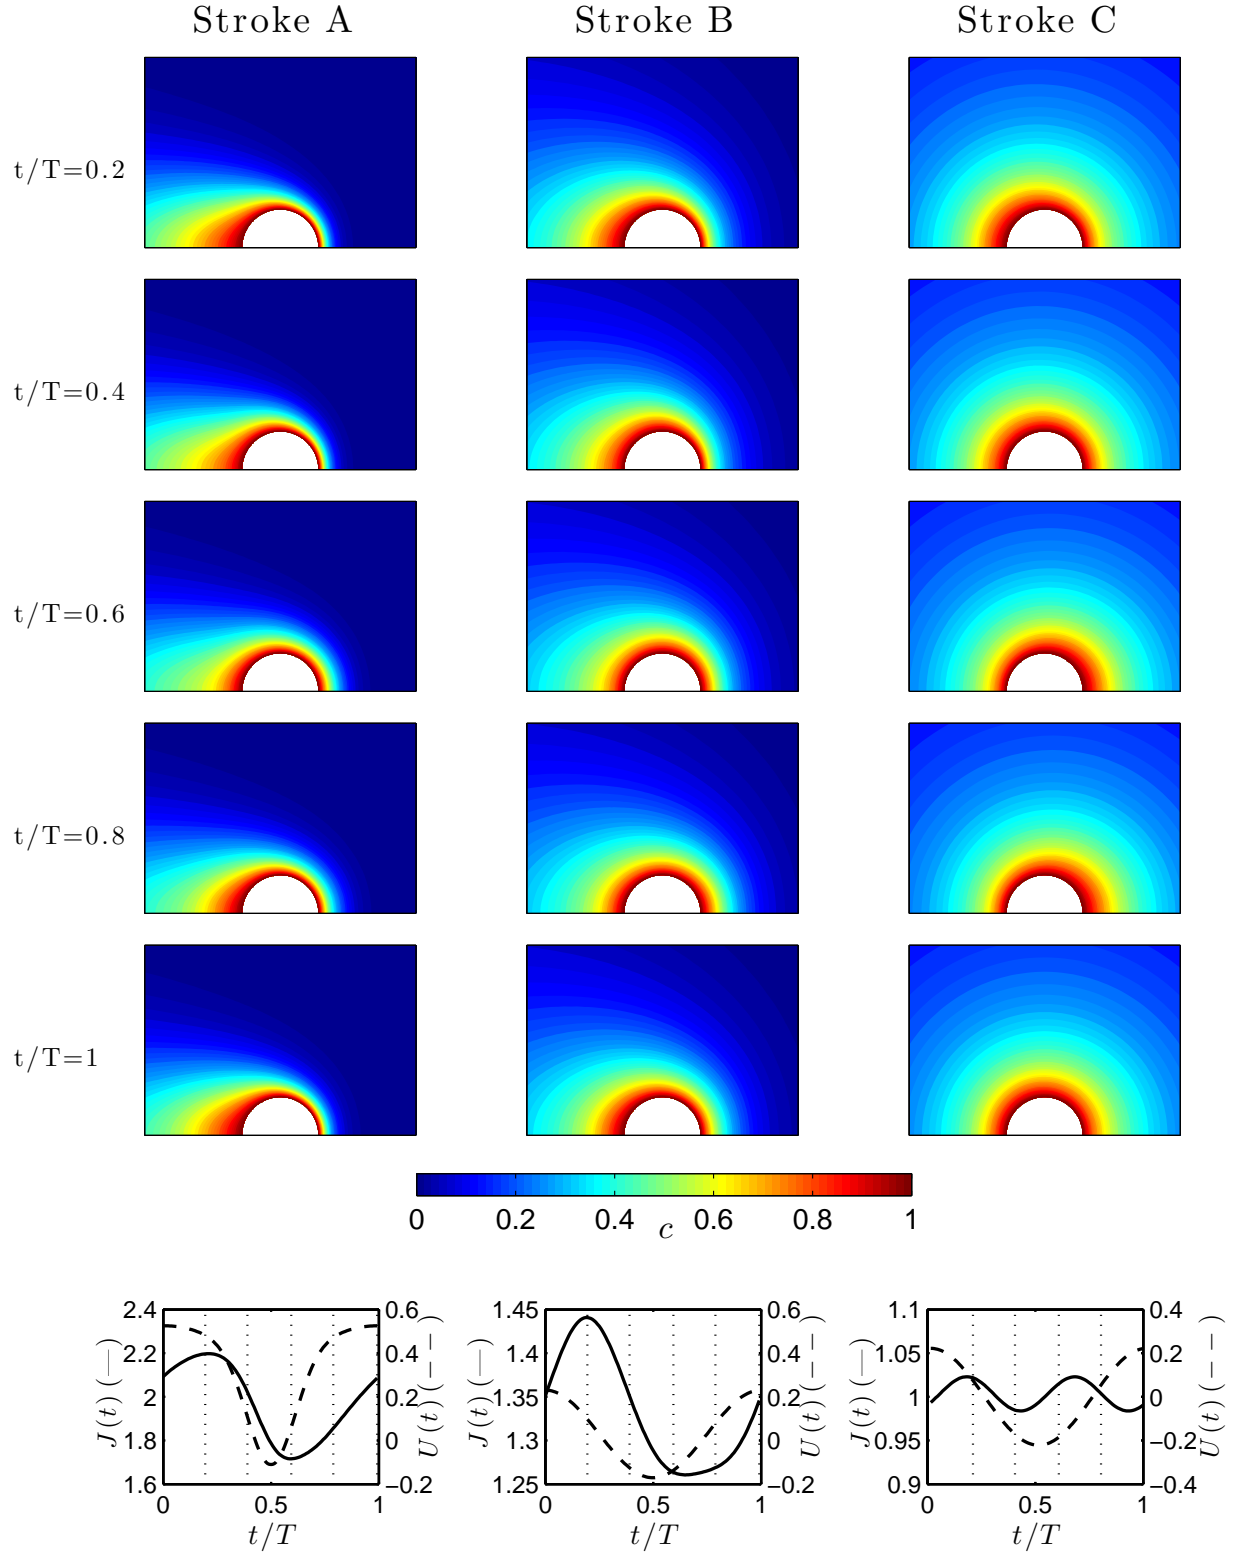 Stroke A Stroke B Stroke C
t/T=0.2
t/T=0.4
t/T=0.6
t/T=0.8
t/T=1
0 0.2 0.4 0.6 0.8 1
c
2.4
2.2
2
1.8
1.6
J(t) (—)
0.6
0.4
0.2
0
−0.2
U(t)(− −)
0 0.5 1
t/T
1.45
1.4
1.35
1.3
1.25
J(t) (—)
0.6
0.4
0.2
0
−0.2
U(t)(− −)
0 0.5 1
t/T
1.1
1.05
1
0.95
0.9
J(t) (—)
0.4
0.2
0
−0.2
−0.4
U(t)(− −)
0 0.5 1
t/T